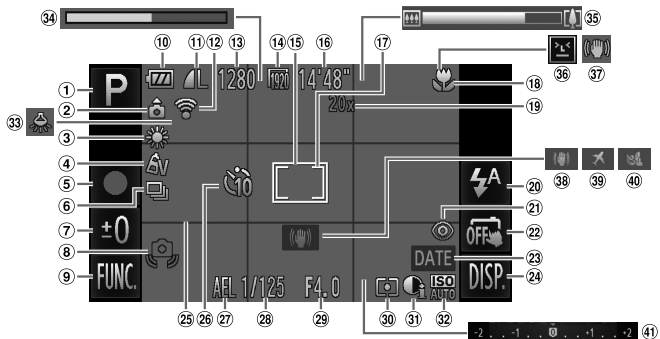 ㉞ ㉟
⑩ ⑪ ⑫ ⑬ ⑭ ⑮ ⑯ ⑰
㊱ ㊲
① P L 1280 1920 14'48" ⑱
② 20x ⑲
㉝
③
④ Av
⑤ ⑥ 10 A ⑳
㊳ ㊴ ㊵
⑦ ±0 ㉑
OFF ㉒
⑧ DATE ㉓
⑨ FUNC. AEL 1/125 F4.0 i ISO AUTO DISP. ㉔
㉕ ㉖ ㉗ ㉘ ㉙ ㉚ ㉛ ㉜
-2 . . -1 . . 0 . . +1 . . +2 ㊶